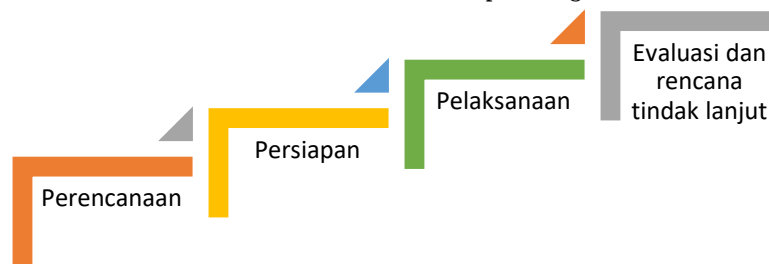 Perencanaan
Persiapan
Pelaksanaan
Evaluasi dan
rencana
tindak lanjut